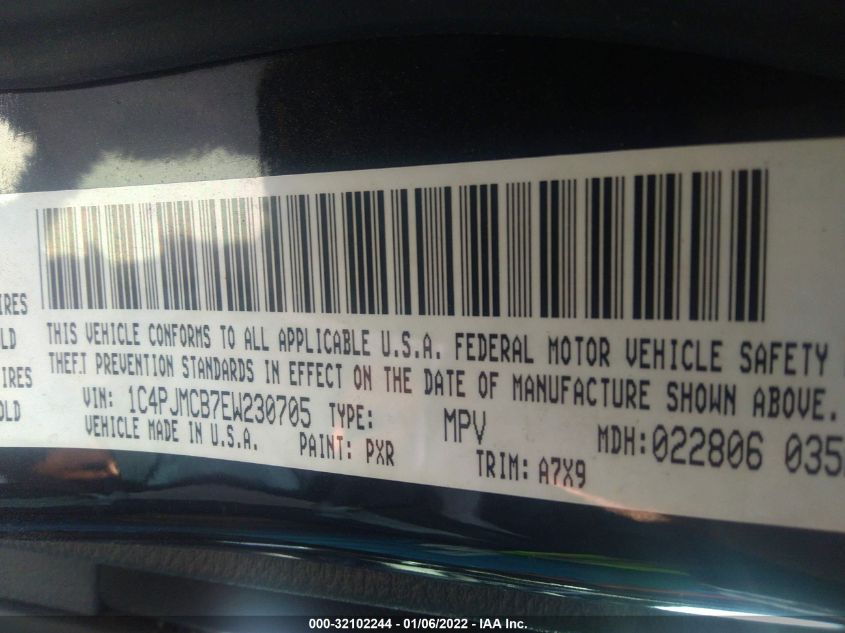 IRES
LD
IRES
OLD
THIS VEHICLE CONFORMS TO ALL APPLICABLE U.S.A. FEDERAL MOTOR VEHICLE SAFETY
THEFT PREVENTION STANDARDS IN EFFECT ON THE DATE OF MANUFACTURE SHOWN ABOVE.
VIN: 1C4PJMCB7EW230705 TYPE: MPV MDH:022806 035
VEHICLE MADE IN U.S.A. PAINT: PXR TRIM: A7X9
000-32102244 - 01/06/2022 - IAA Inc.